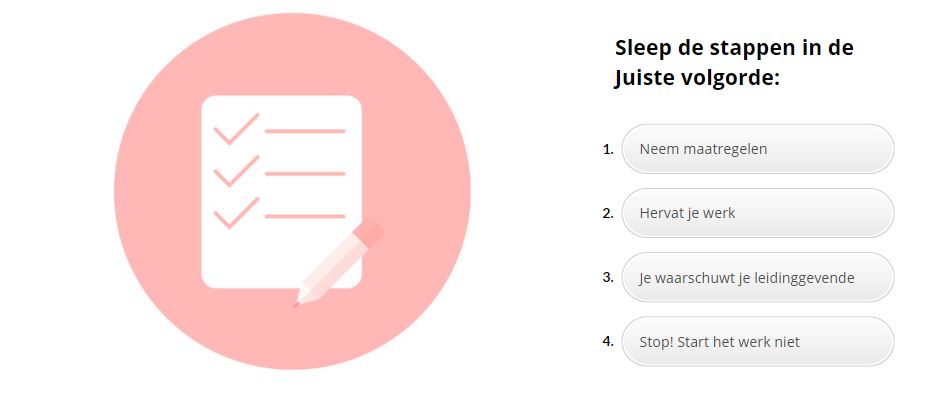 Sleep de stappen in de
Juiste volgorde:
1. Neem maatregelen
2. Hervat je werk
3. Je waarschuwt je leidinggevende
4. Stop! Start het werk niet